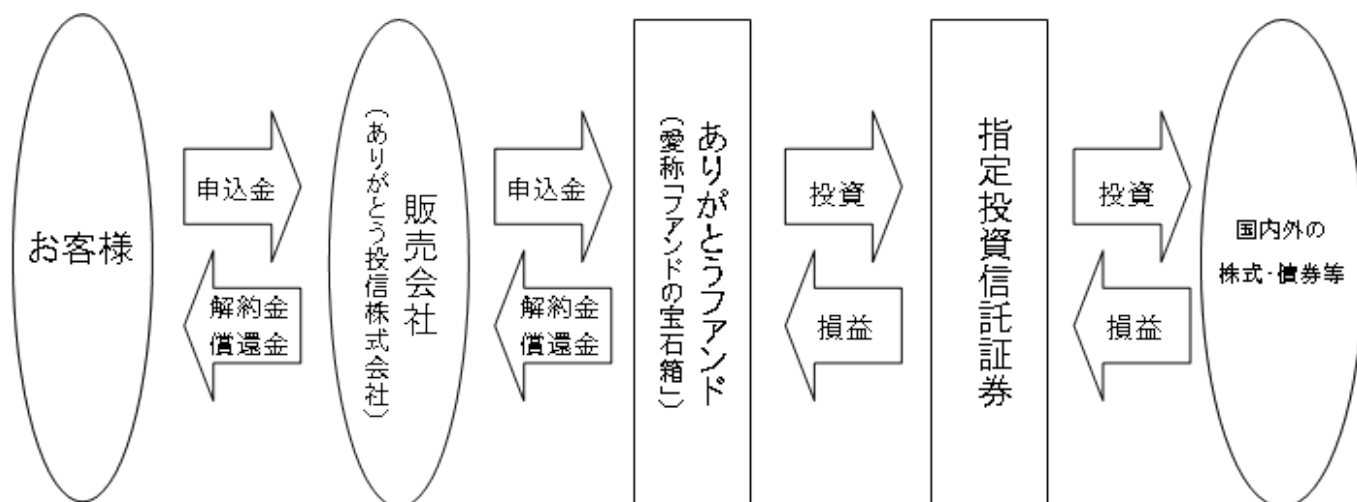 お客様
申込金
解約金
償還金
販売会社
(ありがとう投信株式会社)
申込金
解約金
償還金
ありがとうファンド
(愛称「ファンドの宝石箱」)
投資
損益
指定投資信託証券
投資
損益
国内外の
株式・債券等